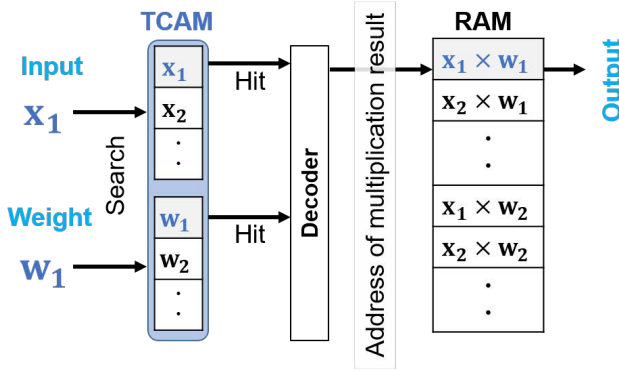 TCAM
RAM
Input
x₁
Search
Weight
w₁
x₁
x₂
. .
w₁
w₂
. .
Hit
Hit
Decoder
Address of multiplication result
x₁ × w₁
x₂ × w₁
. .
x₁ × w₂
x₂ × w₂
. .
Output